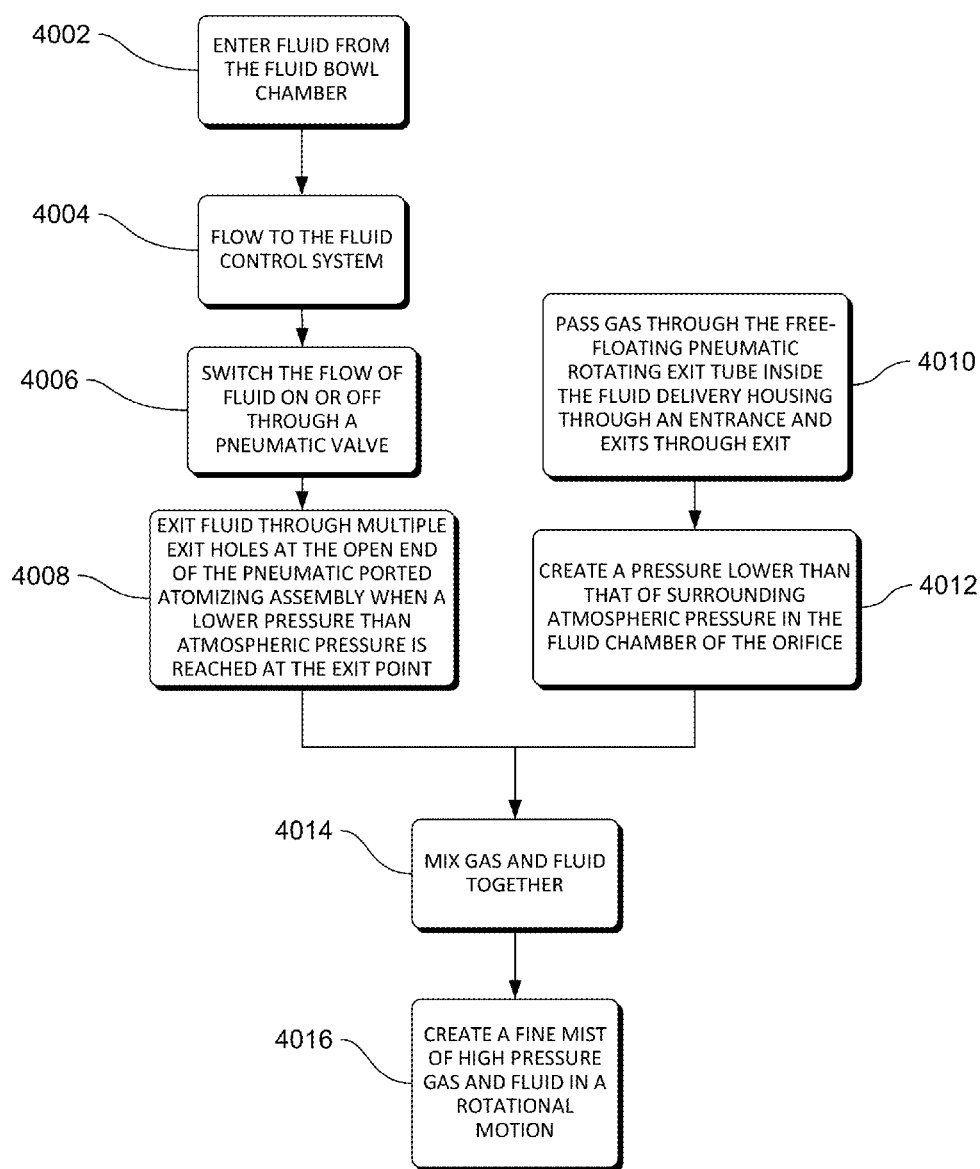 4002
ENTER FLUID FROM
THE FLUID BOWL
CHAMBER
4004
FLOW TO THE FLUID
CONTROL SYSTEM
4006
SWITCH THE FLOW OF
FLUID ON OR OFF
THROUGH A
PNEUMATIC VALVE
4008
EXIT FLUID THROUGH MULTIPLE
EXIT HOLES AT THE OPEN END
OF THE PNEUMATIC PORTED
ATOMIZING ASSEMBLY WHEN A
LOWER PRESSURE THAN
ATMOSPHERIC PRESSURE IS
REACHED AT THE EXIT POINT
PASS GAS THROUGH THE FREE-
FLOATING PNEUMATIC
ROTATING EXIT TUBE INSIDE
THE FLUID DELIVERY HOUSING
THROUGH AN ENTRANCE AND
EXITS THROUGH EXIT
4010
CREATE A PRESSURE LOWER THAN
THAT OF SURROUNDING
ATMOSPHERIC PRESSURE IN THE
FLUID CHAMBER OF THE ORIFICE
4012
4014
MIX GAS AND FLUID
TOGETHER
4016
CREATE A FINE MIST
OF HIGH PRESSURE
GAS AND FLUID IN A
ROTATIONAL
MOTION